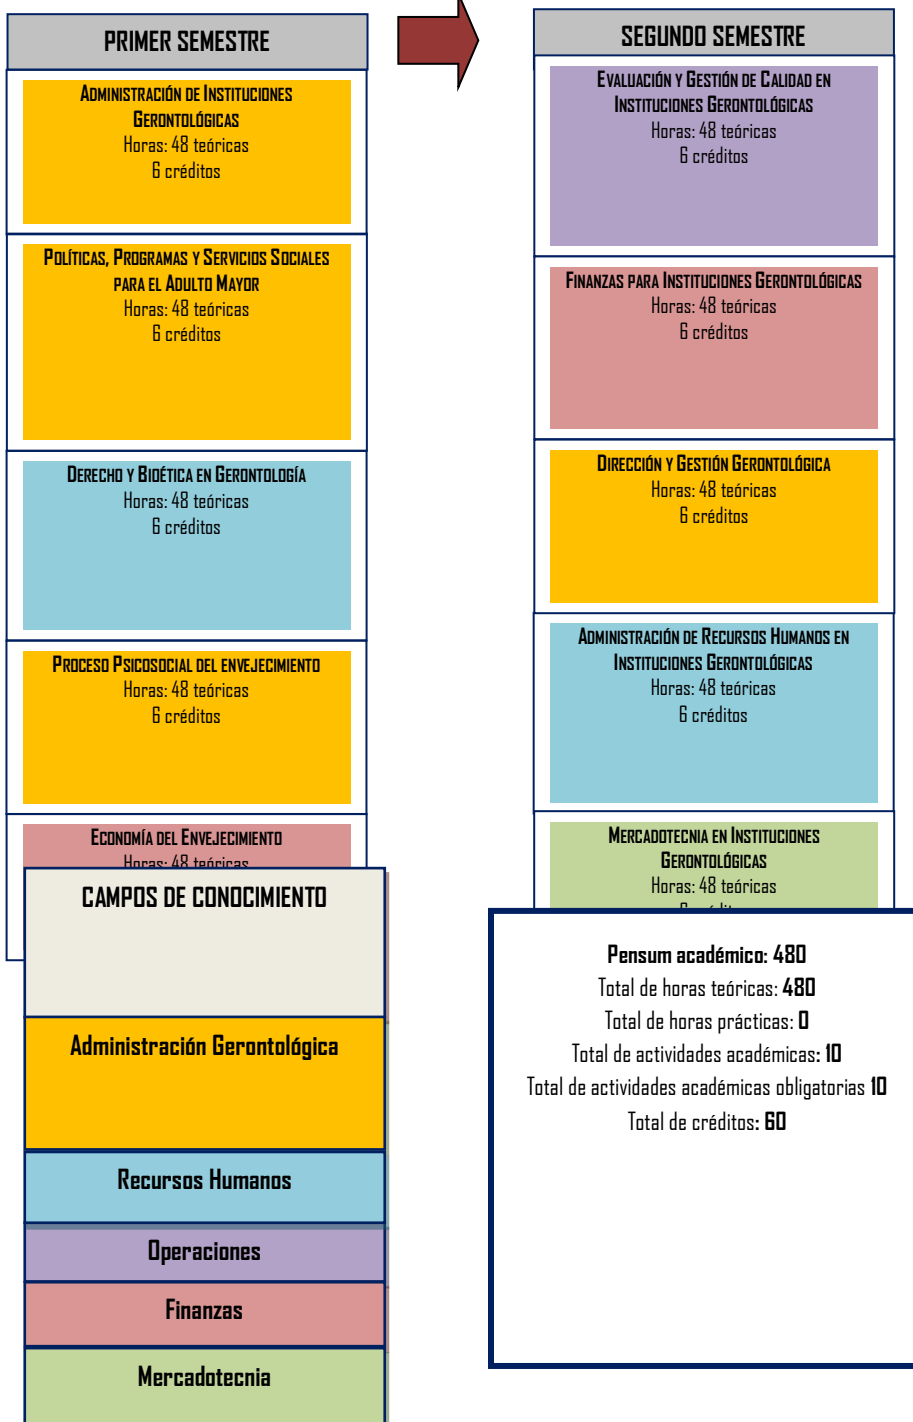 PRIMER SEMESTRE
ADMINISTRACIÓN DE INSTITUCIONES
GERONTOLÓGICAS
Horas: 48 teóricas
6 créditos
POLÍTICAS, PROGRAMAS Y SERVICIOS SOCIALES
PARA EL ADULTO MAYOR
Horas: 48 teóricas
6 créditos
DERECHO Y BIOÉTICA EN GERONTOLOGÍA
Horas: 48 teóricas
6 créditos
PROCESO PSICOSOCIAL DEL ENVEJECIMIENTO
Horas: 48 teóricas
6 créditos
ECONOMÍA DEL ENVEJECIMIENTO
Horas: 48 teóricas
CAMPOS DE CONOCIMIENTO
Administración Gerontológica
Recursos Humanos
Operaciones
Finanzas
Mercadotecnia
SEGUNDO SEMESTRE
EVALUACIÓN Y GESTIÓN DE CALIDAD EN
INSTITUCIONES GERONTOLÓGICAS
Horas: 48 teóricas
6 créditos
FINANZAS PARA INSTITUCIONES GERONTOLÓGICAS
Horas: 48 teóricas
6 créditos
DIRECCIÓN Y GESTIÓN GERONTOLÓGICA
Horas: 48 teóricas
6 créditos
ADMINISTRACIÓN DE RECURSOS HUMANOS EN
INSTITUCIONES GERONTOLÓGICAS
Horas: 48 teóricas
6 créditos
MERCADOTECNIA EN INSTITUCIONES
GERONTOLÓGICAS
Horas: 48 teóricas
Pensum académico: 480
Total de horas teóricas: 480
Total de horas prácticas: 0
Total de actividades académicas: 10
Total de actividades académicas obligatorias 10
Total de créditos: 60